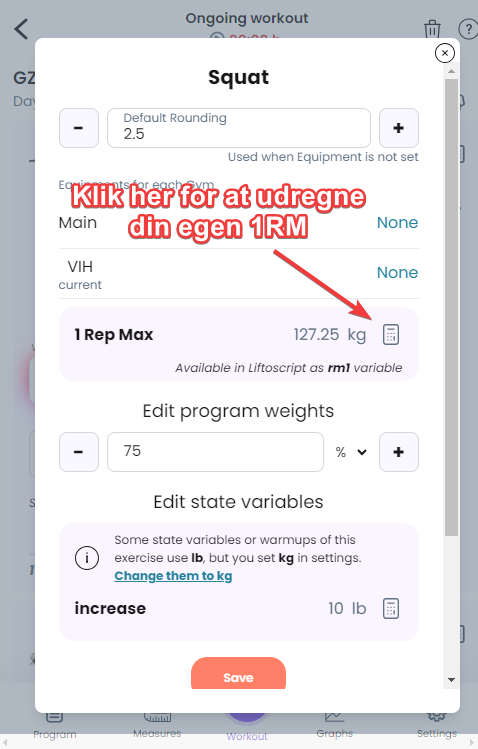 Ongoing workout
Squat
Default Rounding
2.5
Used when Equipment is not set
Equipments for each Gym
Klik her for at udregne
din egen 1RM
Main
None
VIH
None
current
1 Rep Max
127.25 kg
Available in Liftoscript as rm1 variable
Edit program weights
75
%
Edit state variables
Some state variables or warmups of this
exercise use lb, but you set kg in settings.
Change them to kg
increase
10 lb
Save
Program
Measures
Workout
Graphs
Settings